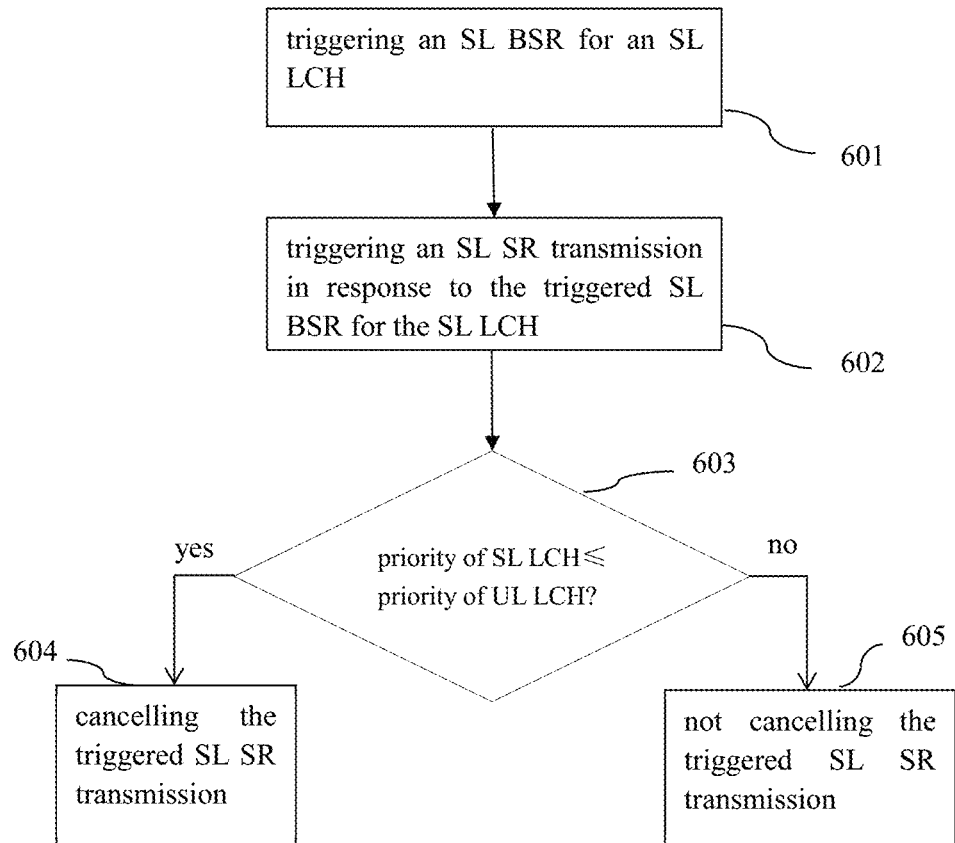 triggering an SL BSR for an SL
LCH
601
triggering an SL SR transmission
in response to the triggered SL
BSR for the SL LCH
602
603
yes
no
priority of SL LCH≤
priority of UL LCH?
604
605
cancelling the
triggered SL SR
transmission
not cancelling the
triggered SL SR
transmission